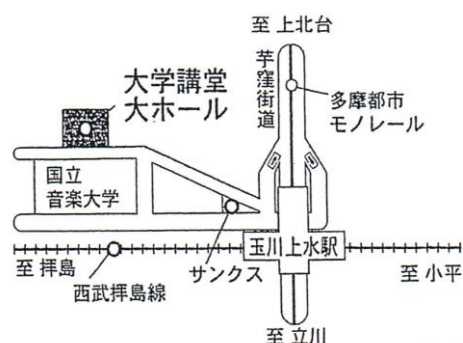 至 上北台
芋窪街道
大学講堂
大ホール
多摩都市
モノレール
国立
音楽大学
玉川上水駅
サンクス
至 拝島
西武拝島線
至 小平
至 立川